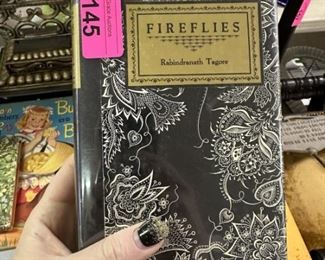 145
FIREFLIES
Rabindranath Tagore